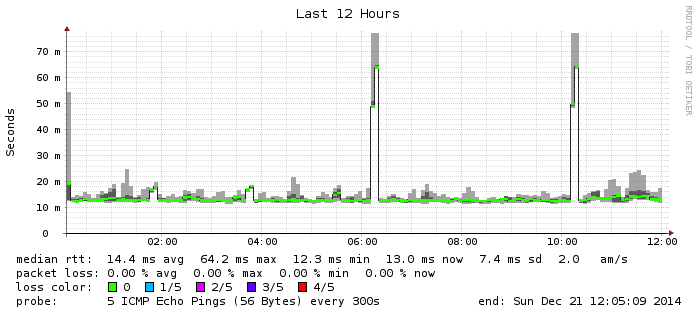 Last 12 Hours
RRDTOOL / TOBI OETIKER
Seconds
70 m
60 m
50 m
40 m
30 m
20 m
10 m
0
02:00 04:00 06:00 08:00 10:00 12:00
median rtt: 14.4 ms avg 64.2 ms max 12.3 ms min 13.0 ms now 7.4 ms sd 2.0 am/s
packet loss: 0.00 % avg 0.00 % max 0.00 % min 0.00 % now
loss color: 0 1/5 2/5 3/5 4/5
probe: 5 ICMP Echo Pings (56 Bytes) every 300s end: Sun Dec 21 12:05:09 2014